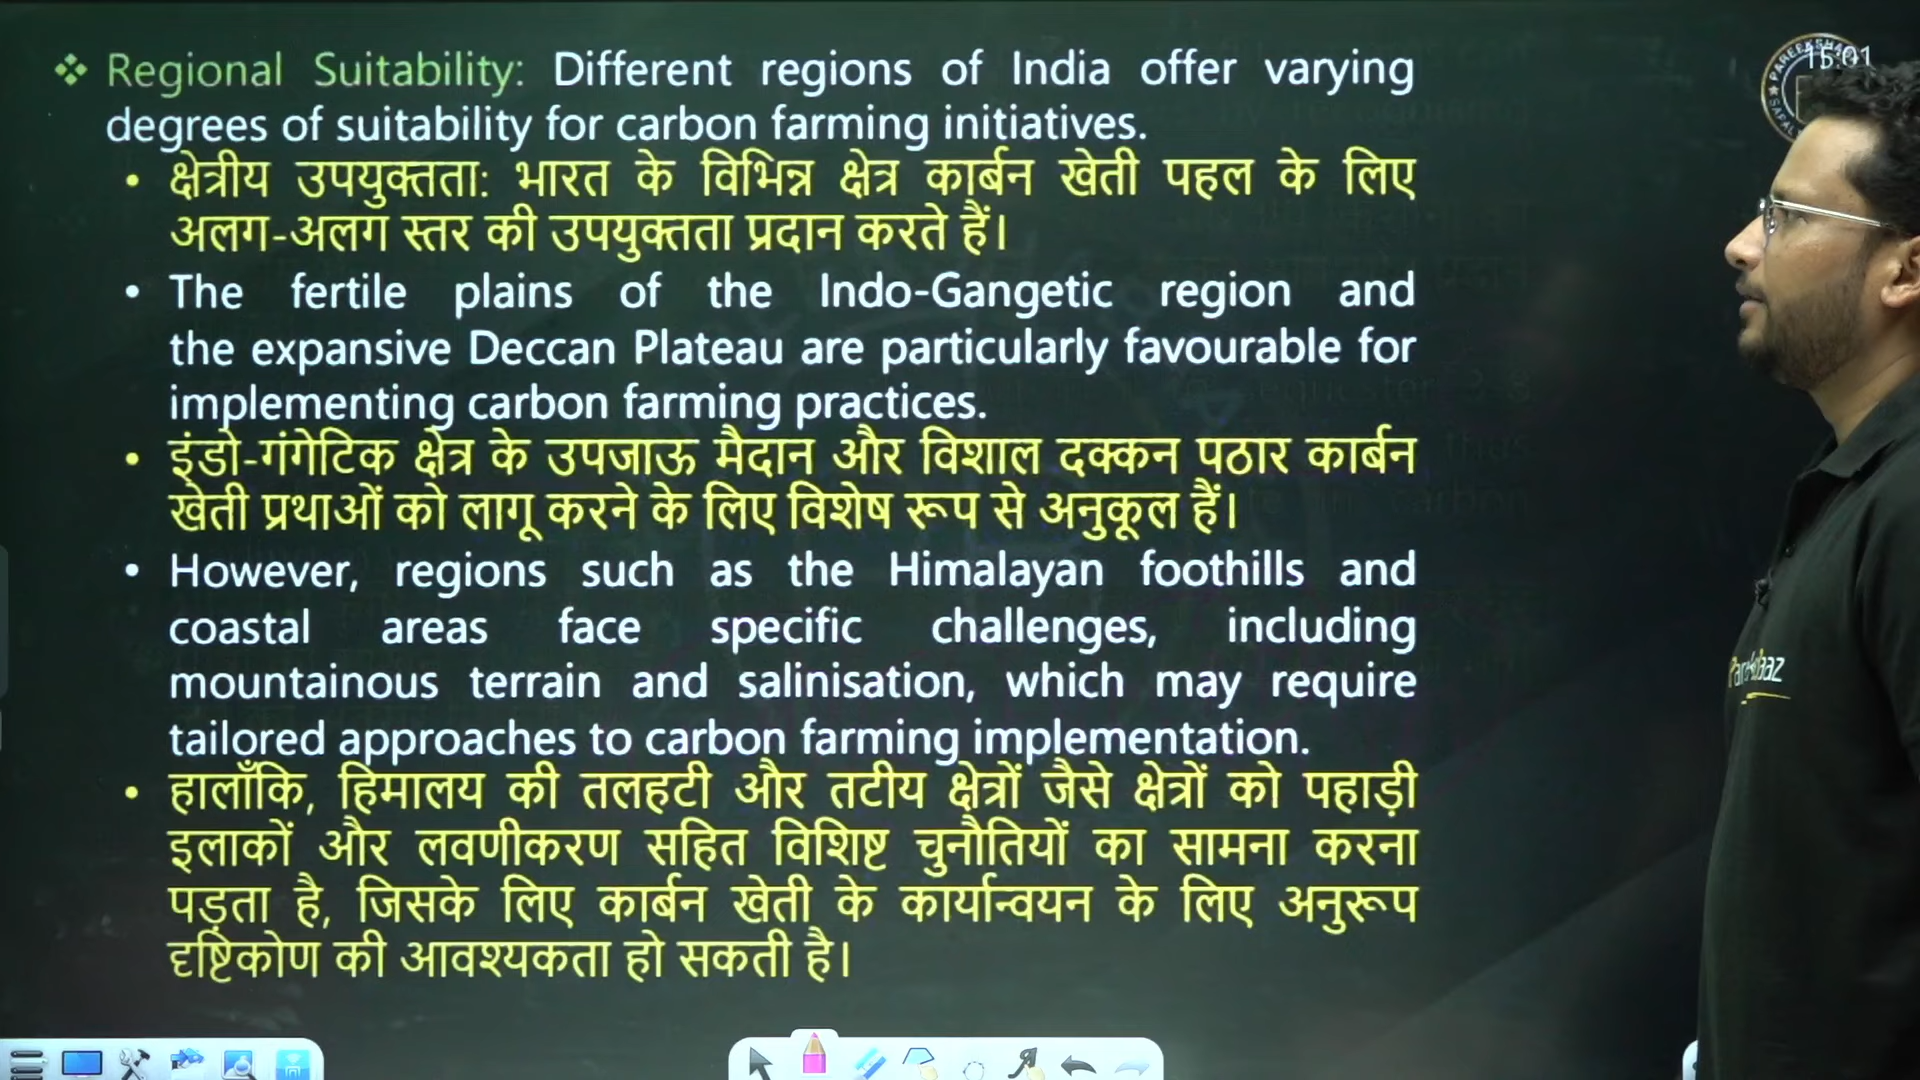 ❖ Regional Suitability: Different regions of India offer varying
degrees of suitability for carbon farming initiatives.
• क्षेत्रीय उपयुक्तता: भारत के विभिन्न क्षेत्र कार्बन खेती पहल के लिए
अलग-अलग स्तर की उपयुक्तता प्रदान करते हैं।
• The fertile plains of the Indo-Gangetic region and
the expansive Deccan Plateau are particularly favourable for
implementing carbon farming practices.
• इंडो-गंगेटिक क्षेत्र के उपजाऊ मैदान और विशाल दक्कन पठार कार्बन
खेती प्रथाओं को लागू करने के लिए विशेष रूप से अनुकूल हैं।
• However, regions such as the Himalayan foothills and
coastal areas face specific challenges, including
mountainous terrain and salinisation, which may require
tailored approaches to carbon farming implementation.
• हालाँकि, हिमालय की तलहटी और तटीय क्षेत्रों जैसे क्षेत्रों को पहाड़ी
इलाकों और लवणीकरण सहित विशिष्ट चुनौतियों का सामना करना
पड़ता है, जिसके लिए कार्बन खेती के कार्यान्वयन के लिए अनुरूप
दृष्टिकोण की आवश्यकता हो सकती है।
15:01